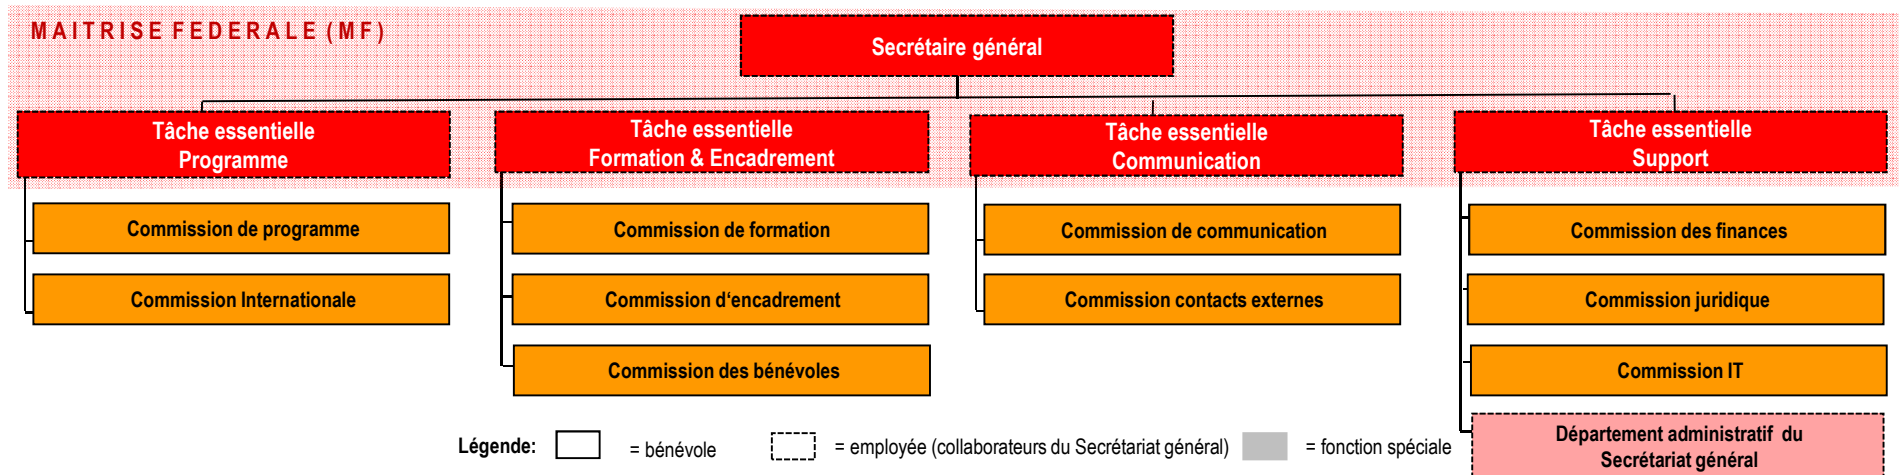 MAITRISE FEDERALE (MF)
Secrétaire général
Tâche essentielle
Programme
Tâche essentielle
Formation & Encadrement
Tâche essentielle
Communication
Tâche essentielle
Support
Commission de programme
Commission de formation
Commission de communication
Commission des finances
Commission Internationale
Commission d‘encadrement
Commission contacts externes
Commission juridique
Commission des bénévoles
Commission IT
Département administratif du
Secrétariat général
Légende:
= bénévole
= employée (collaborateurs du Secrétariat général)
= fonction spéciale